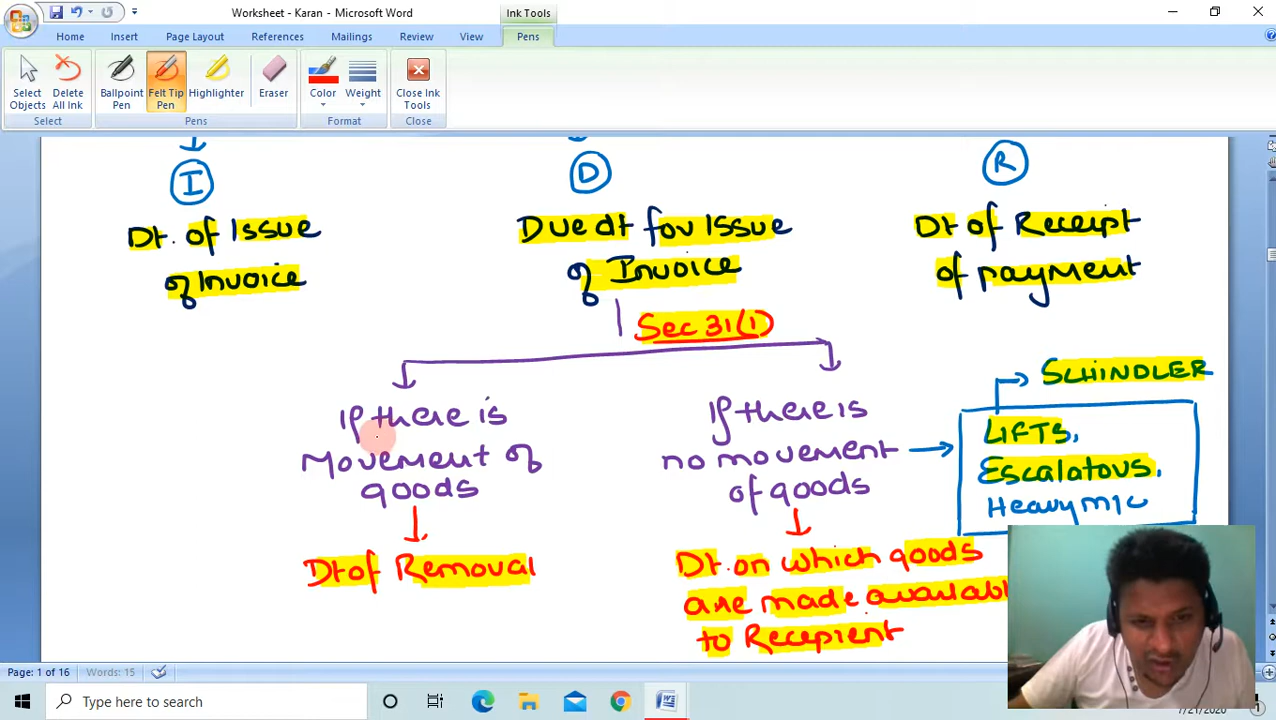 Worksheet - Karan - Microsoft Word
Ink Tools
Home Insert Page Layout References Mailings Review View Pens
Select Objects
Delete All Ink
Ballpoint Pen
Felt Tip Pen
Highlighter
Eraser
Color
Weight
Close Ink Tools
Select Pens Format Close
I
D
R
Dt. of Issue
of Invoice
Due dt for Issue
of Invoice
Dt of Receipt
of payment
Sec 31(1)
If there is
Movement of
goods
Dt of Removal
If there is
no movement
of goods
Dt. on which goods
are made availabl
to Recepient
SCHINDLER
LIFTS,
Escalators,
Heavy m/c
Page: 1 of 16 Words: 15
Type here to search
7/21/2020